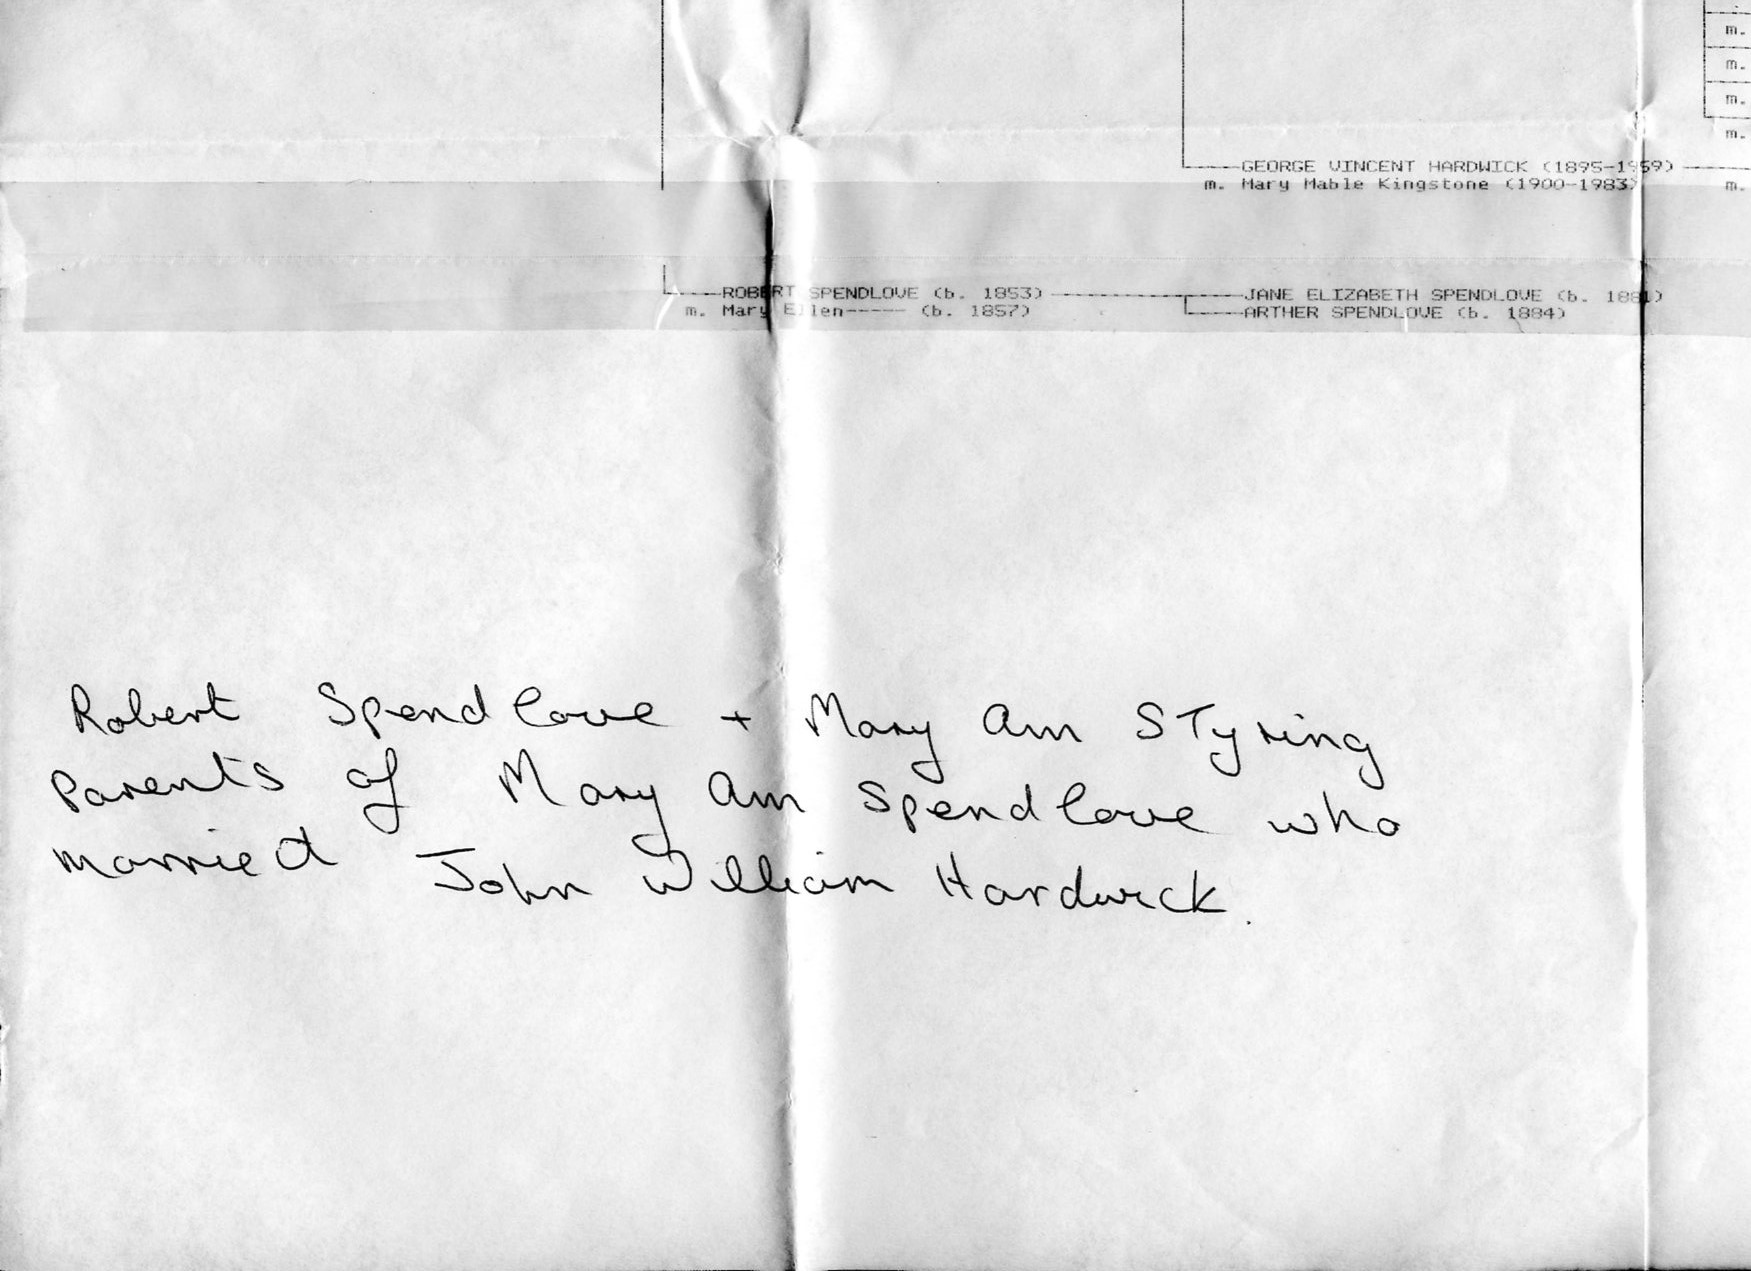 m.
m.
m.
m.
GEORGE VINCENT HARDWICK (1895-1959)
m. Mary Mable Kingstone (1900-1983)
m.
ROBERT SPENDLOVE (b. 1853)
JANE ELIZABETH SPENDLOVE (b. 1881)
m. Mary Ellen----- (b. 1857)
ARTHER SPENDLOVE (b. 1884)
Robert Spendlove + Mary Ann STyring
Parents of Mary Ann Spendlove who
married John William Hardwick.